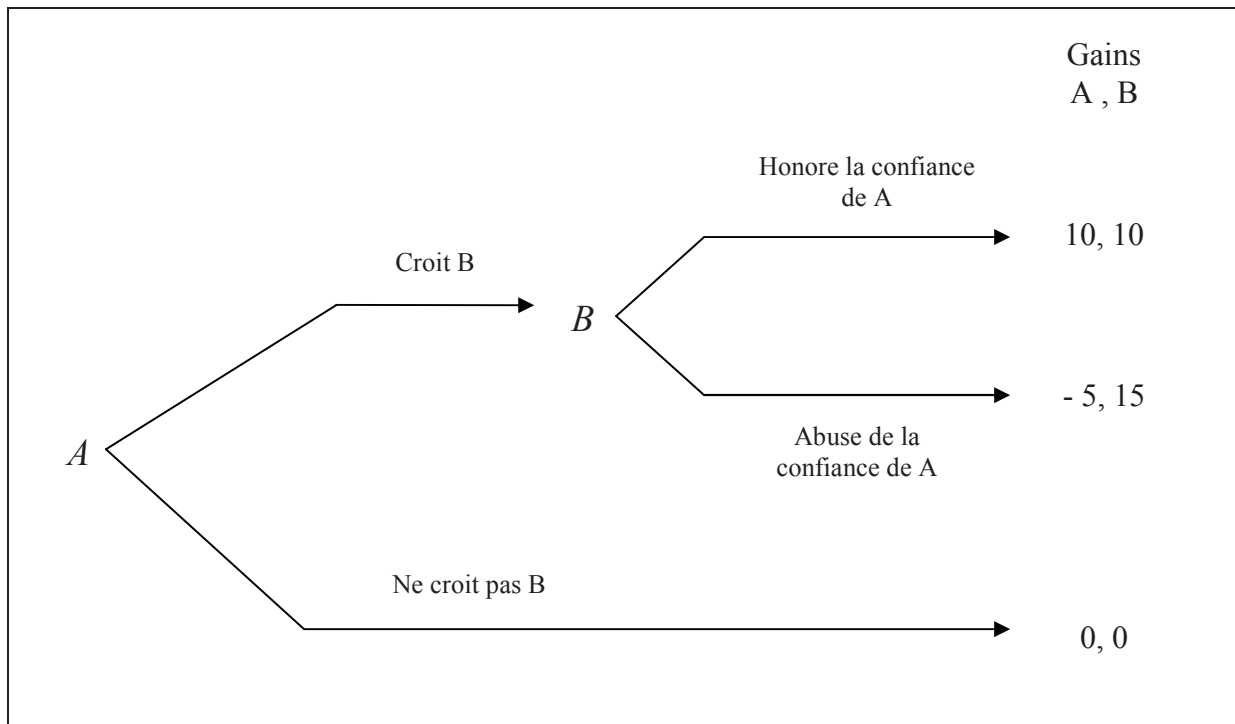 Gains
A , B
Honore la confiance
de A
10, 10
Croit B
B
- 5, 15
Abuse de la
confiance de A
A
Ne croit pas B
0, 0